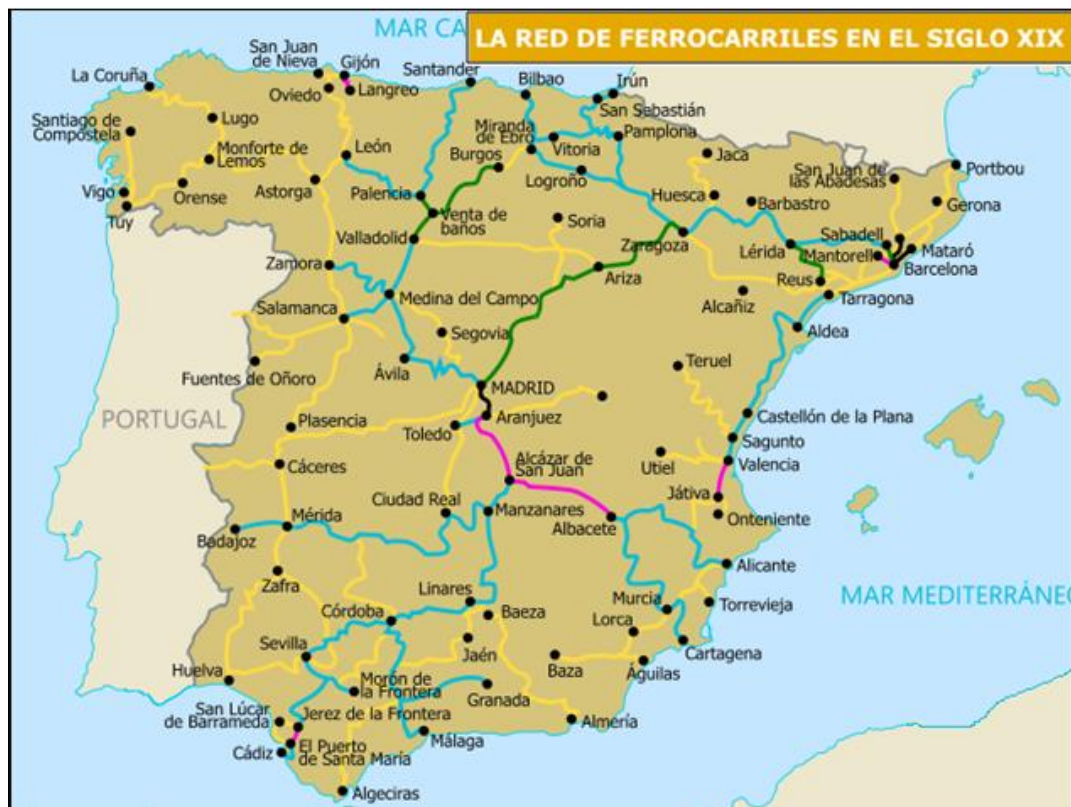 MAR CA
LA RED DE FERROCARRILES EN EL SIGLO XIX
San Juan
de Nieva
Gijón
La Coruña
Oviedo
Langreo
Santander
Bilbao
Irún
San Sebastián
Santiago de
Compostela
Lugo
Monforte de
Lemos
León
Miranda
de Ebro
Vitoria
Pamplona
Burgos
Logroño
Jaca
San Juan de
las Abadesas
Portbou
Vigo
Tuy
Orense
Astorga
Palencia
Venta de
baños
Soria
Huesca
Barbastro
Gerona
Valladolid
Zaragoza
Lérida
Sabadell
Mantorell
Mataró
Barcelona
Zamora
Ariza
Reus
Tarragona
Medina del Campo
Alcañiz
Salamanca
Segovia
Aldea
Fuentes de Oñoro
Ávila
Teruel
MADRID
PORTUGAL
Plasencia
Aranjuez
Toledo
Castellón de la Plana
Sagunto
Cáceres
Alcázar de
San Juan
Utiel
Valencia
Ciudad Real
Manzanares
Játiva
Onteniente
Badajoz
Mérida
Albacete
Zafra
Alicante
Linares
Baeza
Murcia
Torrevieja
MAR MEDITERRÁNEO
Córdoba
Lorca
Sevilla
Jaén
Baza
Águilas
Cartagena
Huelva
Morón de
la Frontera
Granada
San Lúcar
de Barrameda
Jerez de la Frontera
Almería
Cádiz
El Puerto
de Santa María
Málaga
Algeciras